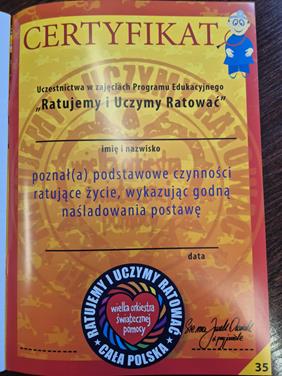 CERTYFIKAT
Uczestnictwa w zajęciach Programu Edukacyjnego
„Ratujemy i Uczymy Ratować”
imię i nazwisko
poznał(a) podstawowe czynności
ratujące życie, wykazując godną
naśladowania postawę
data
RATUJEMY I UCZYMY RATOWAĆ
wielka orkiestra
świątecznej
pomocy
CAŁA POLSKA
35